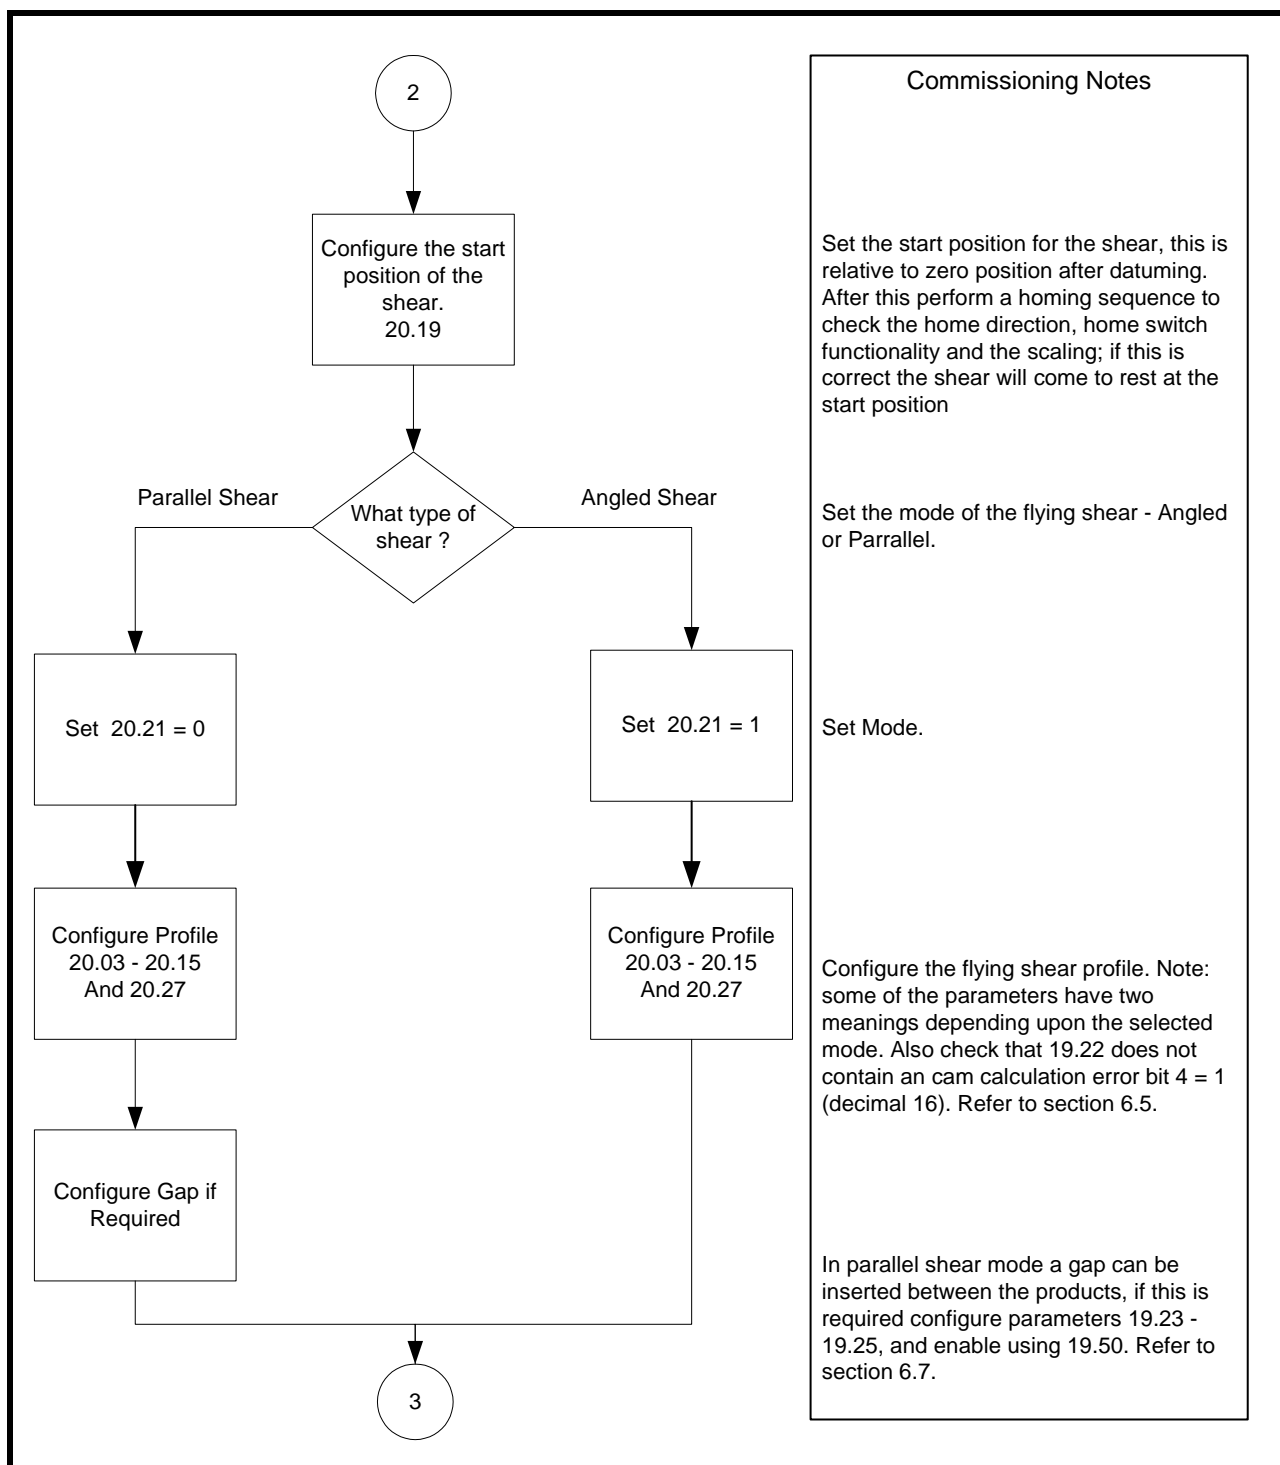 2
Configure the start
position of the
shear.
20.19
Parallel Shear
What type of
shear ?
Angled Shear
Set  20.21 = 0
Set  20.21 = 1
Configure Profile
20.03 - 20.15
And 20.27
Configure Profile
20.03 - 20.15
And 20.27
Configure Gap if
Required
3
Commissioning Notes
Set the start position for the shear, this is
relative to zero position after datuming.
After this perform a homing sequence to
check the home direction, home switch
functionality and the scaling; if this is
correct the shear will come to rest at the
start position
Set the mode of the flying shear - Angled
or Parrallel.
Set Mode.
Configure the flying shear profile. Note:
some of the parameters have two
meanings depending upon the selected
mode. Also check that 19.22 does not
contain an cam calculation error bit 4 = 1
(decimal 16). Refer to section 6.5.
In parallel shear mode a gap can be
inserted between the products, if this is
required configure parameters 19.23 -
19.25, and enable using 19.50. Refer to
section 6.7.